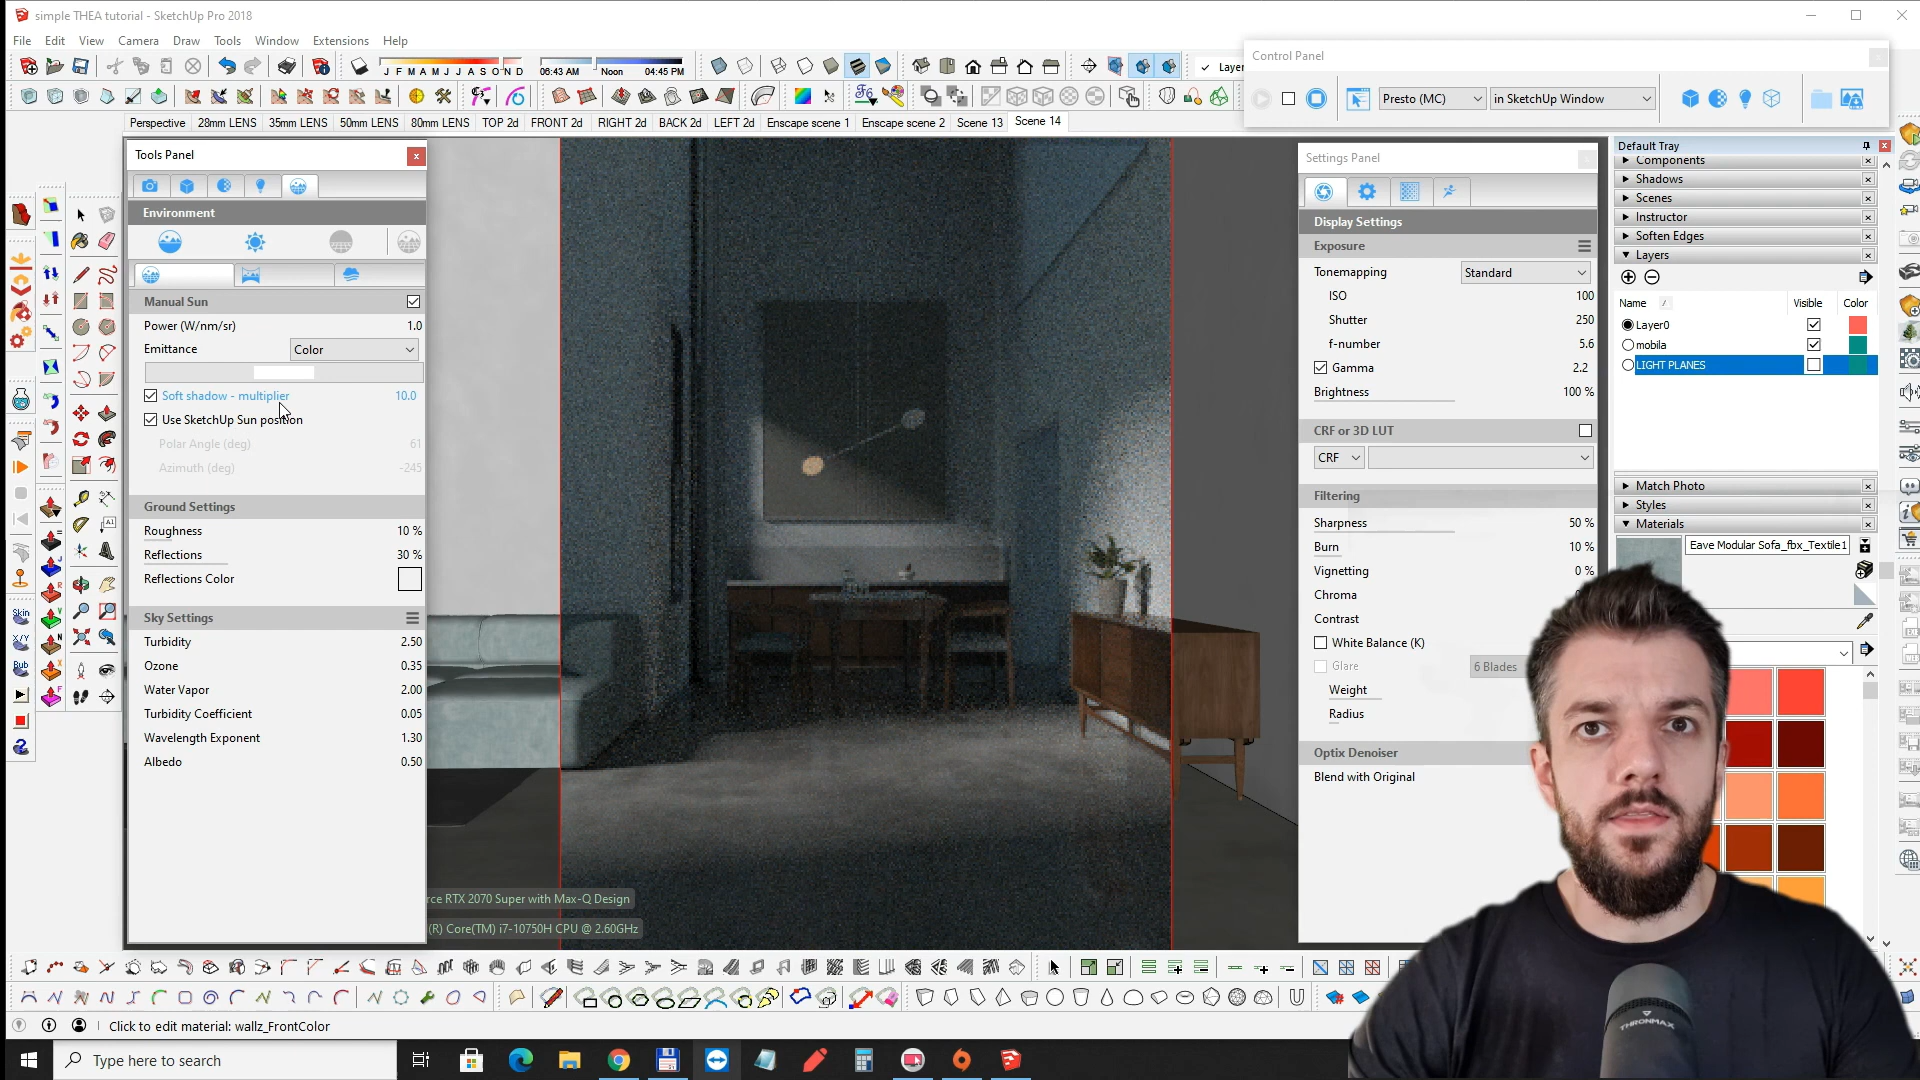 simple THEA tutorial - SketchUp Pro 2018
File Edit View Camera Draw Tools Window Extensions Help
J F M A M J J A S O N D
06:43 AM Noon 04:45 PM
Layer
Control Panel
Presto (MC)
in SketchUp Window
Perspective 28mm LENS 35mm LENS 50mm LENS 80mm LENS TOP 2d FRONT 2d RIGHT 2d BACK 2d LEFT 2d Enscape scene 1 Enscape scene 2 Scene 13 Scene 14
Tools Panel
Environment
Manual Sun
Power (W/nm/sr) 1.0
Emittance Color
Soft shadow - multiplier 10.0
Use SketchUp Sun position
Polar Angle (deg) 61
Azimuth (deg) -245
Ground Settings
Roughness 10 %
Reflections 30 %
Reflections Color
Sky Settings
Turbidity 2.50
Ozone 0.35
Water Vapor 2.00
Turbidity Coefficient 0.05
Wavelength Exponent 1.30
Albedo 0.50
rce RTX 2070 Super with Max-Q Design
(R) Core(TM) i7-10750H CPU @ 2.60GHz
Settings Panel
Display Settings
Exposure
Tonemapping Standard
ISO 100
Shutter 250
f-number 5.6
Gamma 2.2
Brightness 100 %
CRF or 3D LUT
CRF
Filtering
Sharpness 50 %
Burn 10 %
Vignetting 0 %
Chroma
Contrast
White Balance (K)
Glare 6 Blades
Weight
Radius
Optix Denoiser
Blend with Original
Default Tray
Components
Shadows
Scenes
Instructor
Soften Edges
Layers
Name Visible Color
Layer0
mobila
LIGHT PLANES
Match Photo
Styles
Materials
Eave Modular Sofa_fbx_Textile1
Skin
X/Y
Bub
THRONMAX
Click to edit material: wallz_FrontColor
Type here to search